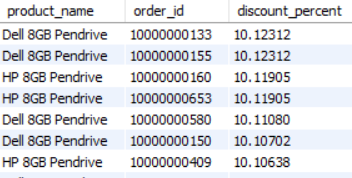 product_name order_id discount_percent
Dell 8GB Pendrive 10000000133 10.12312
Dell 8GB Pendrive 10000000155 10.12312
HP 8GB Pendrive 10000000160 10.11905
HP 8GB Pendrive 10000000653 10.11905
Dell 8GB Pendrive 10000000580 10.11080
Dell 8GB Pendrive 10000000150 10.10702
HP 8GB Pendrive 10000000409 10.10638